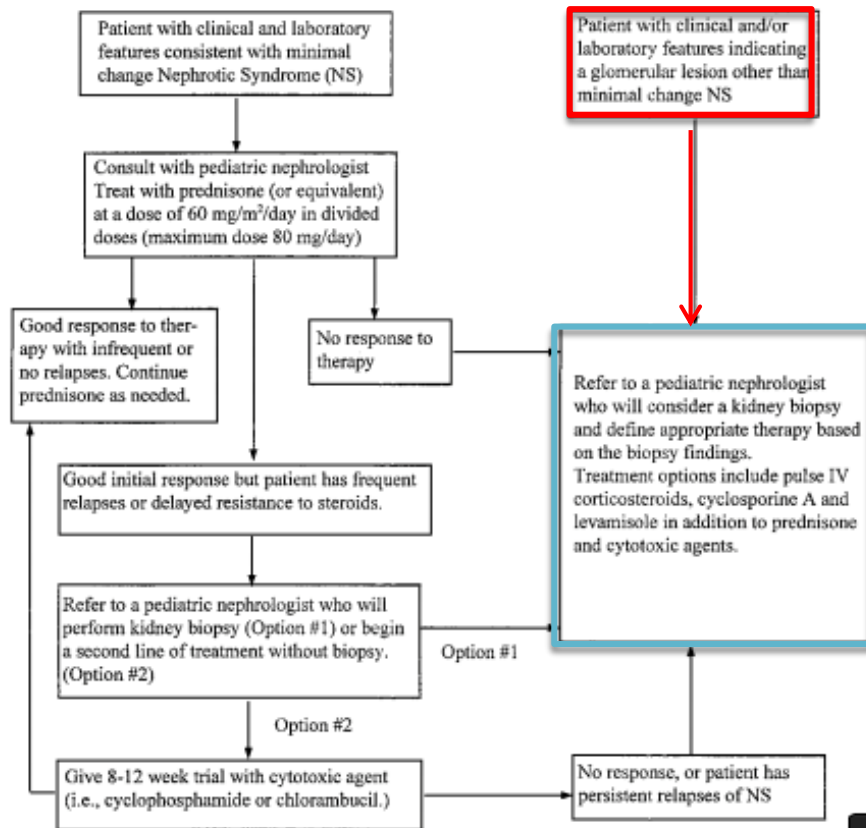 Patient with clinical and laboratory
features consistent with minimal
change Nephrotic Syndrome (NS)
Patient with clinical and/or
laboratory features indicating
a glomerular lesion other than
minimal change NS
Consult with pediatric nephrologist
Treat with prednisone (or equivalent)
at a dose of 60 mg/m²/day in divided
doses (maximum dose 80 mg/day)
Good response to ther-
apy with infrequent or
no relapses. Continue
prednisone as needed.
No response to
therapy
Refer to a pediatric nephrologist
who will consider a kidney biopsy
and define appropriate therapy based
on the biopsy findings.
Treatment options include pulse IV
corticosteroids, cyclosporine A and
levamisole in addition to prednisone
and cytotoxic agents.
Good initial response but patient has frequent
relapses or delayed resistance to steroids.
Refer to a pediatric nephrologist who will
perform kidney biopsy (Option #1) or begin
a second line of treatment without biopsy.
(Option #2)
Option #1
Option #2
Give 8-12 week trial with cytotoxic agent
(i.e., cyclophosphamide or chlorambucil.)
No response, or patient has
persistent relapses of NS